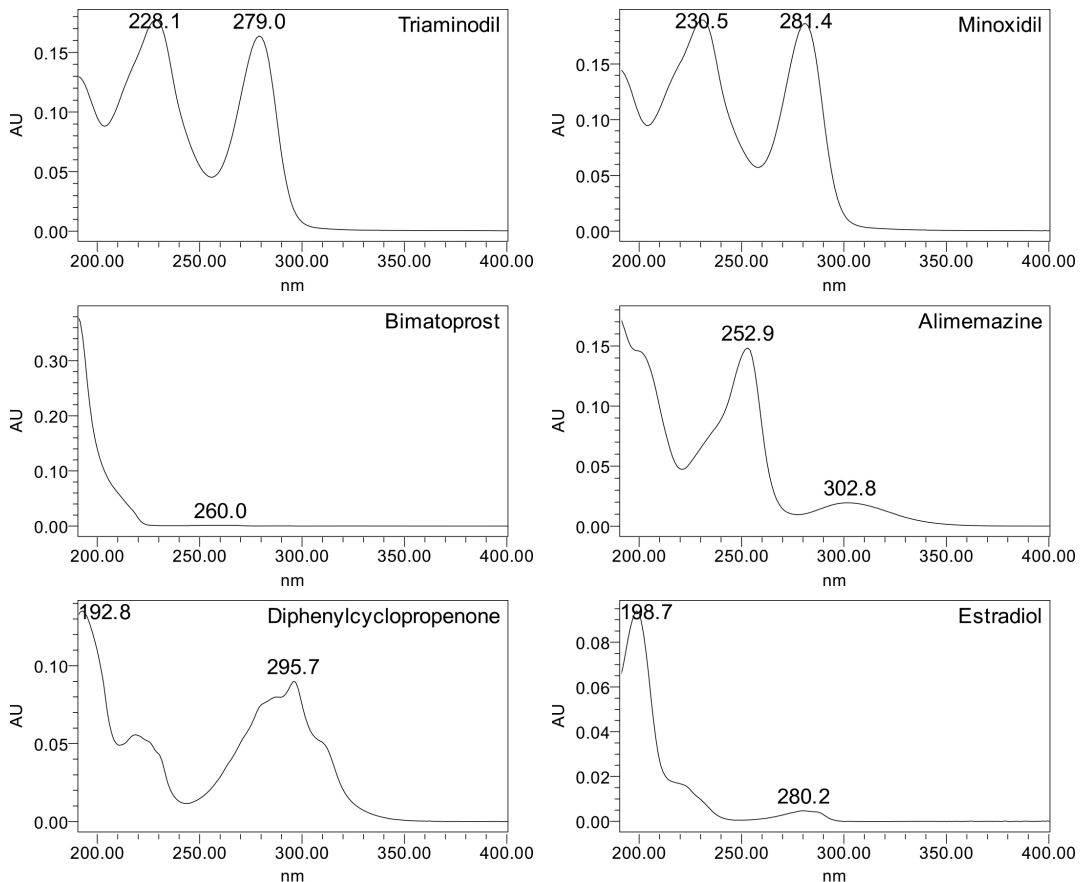 228.1 279.0 Triaminodil
0.15
0.10
0.05
0.00
AU
200.00 250.00 300.00 350.00 400.00
nm
230.5 281.4 Minoxidil
0.15
0.10
0.05
0.00
AU
200.00 250.00 300.00 350.00 400.00
nm
Bimatoprost
0.30
0.20
0.10
0.00
AU
260.0
200.00 250.00 300.00 350.00 400.00
nm
Alimemazine
252.9
0.15
0.10
0.05
0.00
AU
302.8
200.00 250.00 300.00 350.00 400.00
nm
192.8 Diphenylcyclopropenone
295.7
0.10
0.05
0.00
AU
200.00 250.00 300.00 350.00 400.00
nm
198.7 Estradiol
0.08
0.06
0.04
0.02
0.00
AU
280.2
200.00 250.00 300.00 350.00 400.00
nm